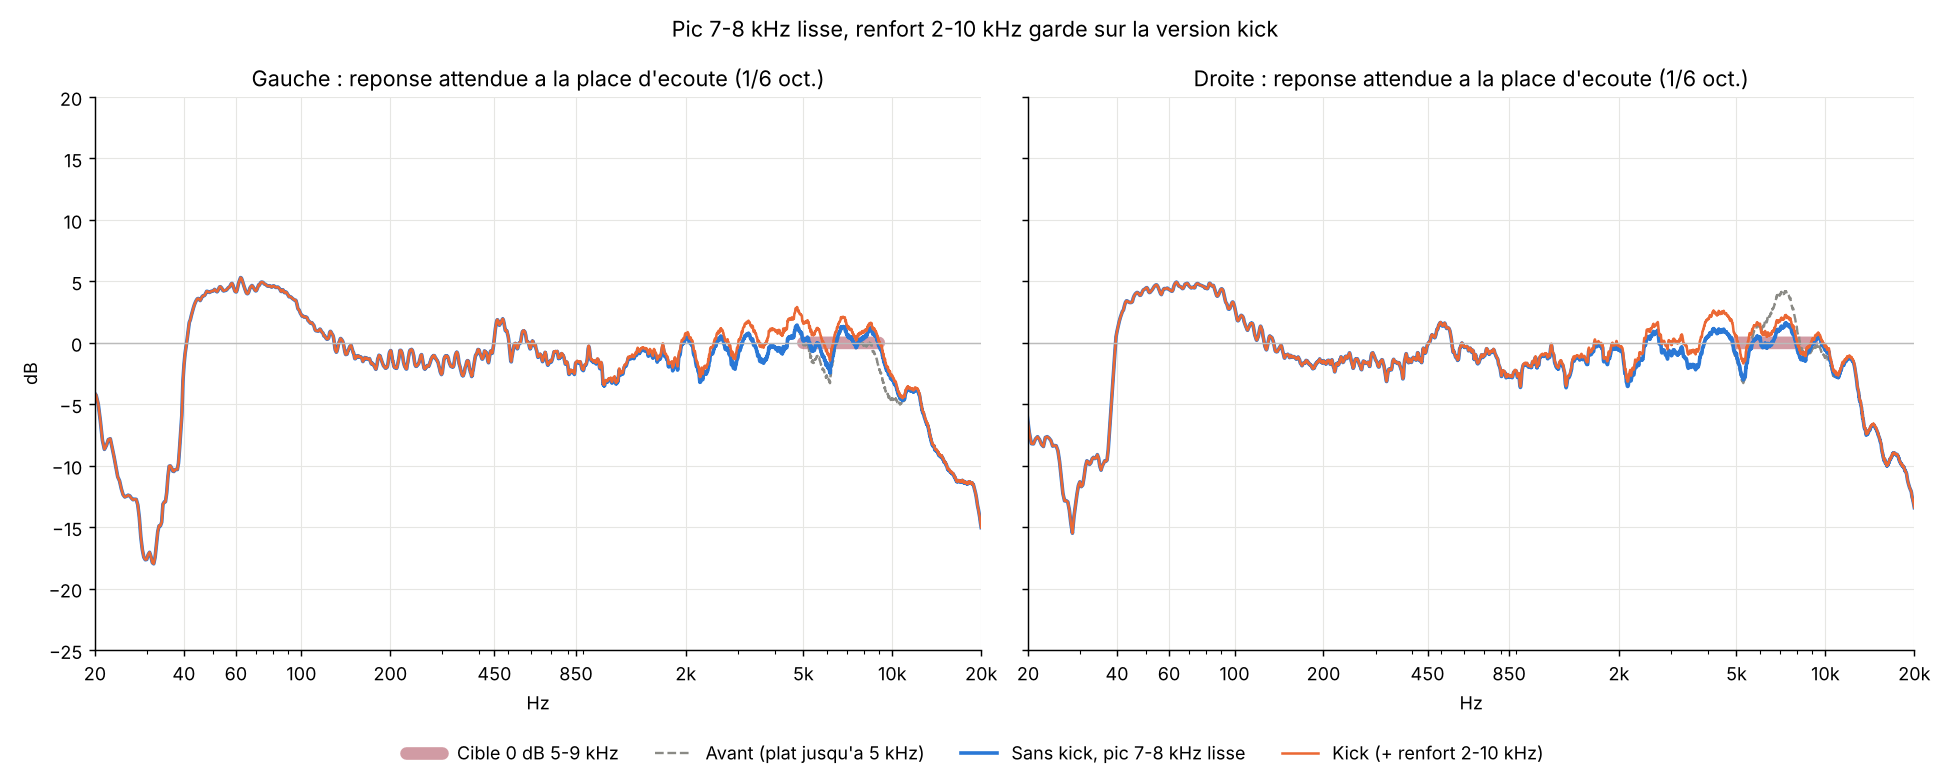 Pic 7-8 kHz lisse, renfort 2-10 kHz garde sur la version kick
Gauche : reponse attendue a la place d'ecoute (1/6 oct.)
Droite : reponse attendue a la place d'ecoute (1/6 oct.)
20
15
10
5
0
−5
−10
−15
−20
−25
dB
20 40 60 100 200 450 850 2k 5k 10k 20k
20 40 60 100 200 450 850 2k 5k 10k 20k
Hz
Hz
Cible 0 dB 5-9 kHz
Avant (plat jusqu'a 5 kHz)
Sans kick, pic 7-8 kHz lisse
Kick (+ renfort 2-10 kHz)